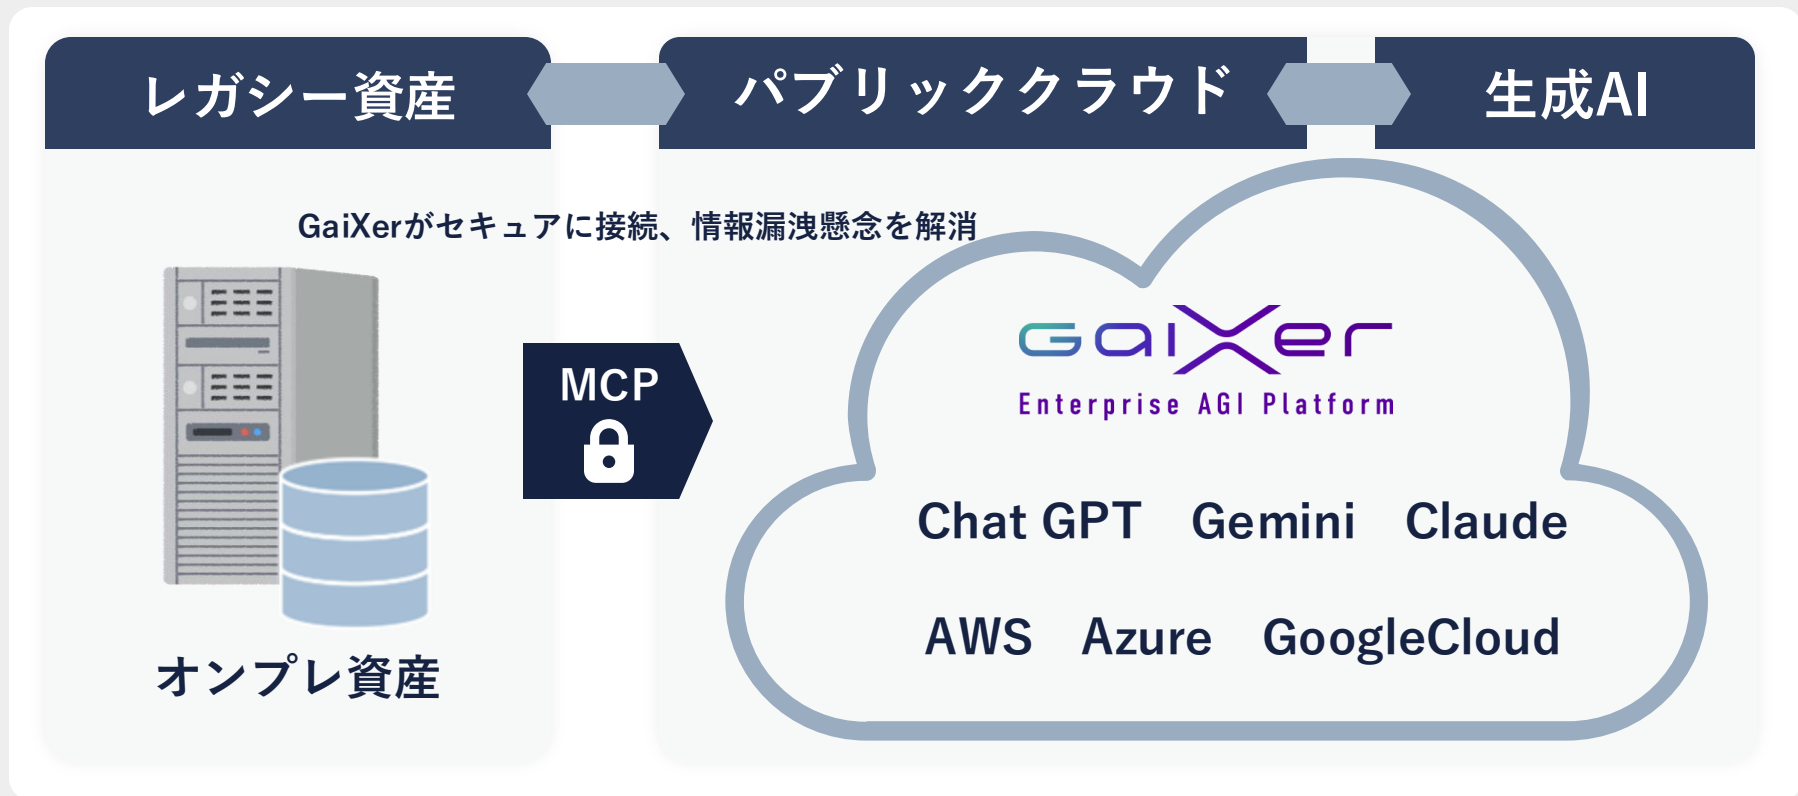 レガシー資産
パブリッククラウド
生成AI
GaiXerがセキュアに接続、情報漏洩懸念を解消
MCP
GaiXer
Enterprise AGI Platform
Chat GPT Gemini Claude
AWS Azure GoogleCloud
オンプレ資産